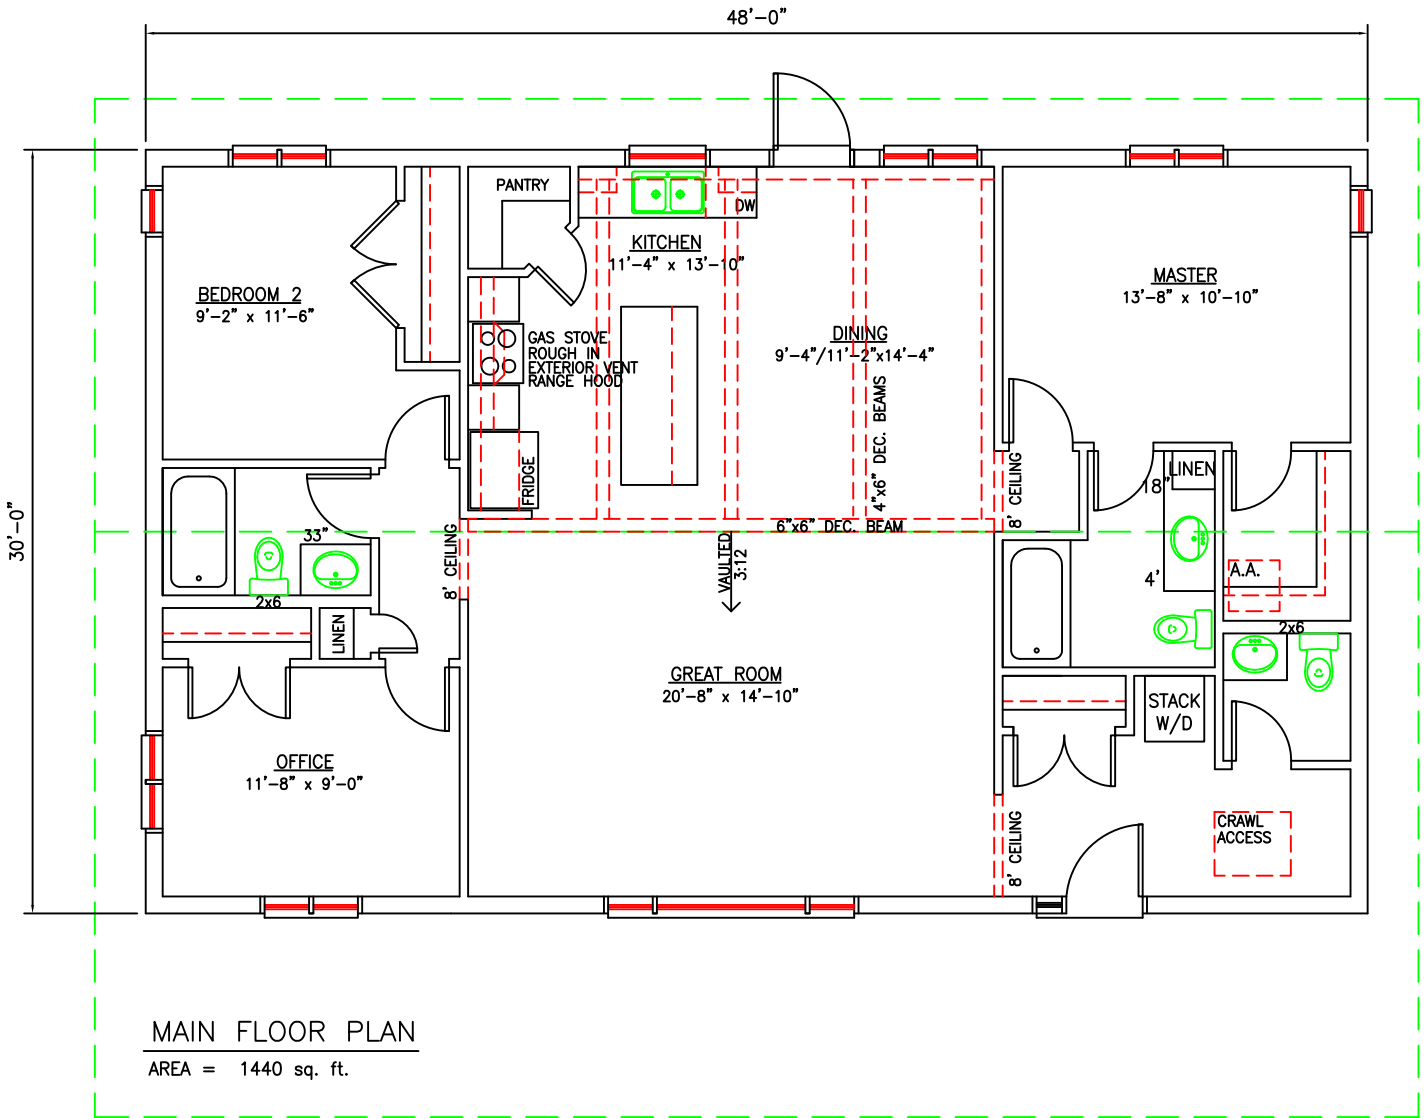 48'-0"
30'-0"
PANTRY
DW
KITCHEN
11'-4" x 13'-10"
BEDROOM 2
9'-2" x 11'-6"
MASTER
13'-8" x 10'-10"
DINING
9'-4"/11'-2"x14'-4"
GAS STOVE
ROUGH IN
EXTERIOR VENT
RANGE HOOD
4"x6" DEC. BEAMS
FRIDGE
8' CEILING
LINEN
18"
6"x6" DEC. BEAM
33"
8' CEILING
VAULTED
3:12
4'
A.A.
2x6
2x6
LINEN
GREAT ROOM
20'-8" x 14'-10"
STACK
W/D
OFFICE
11'-8" x 9'-0"
8' CEILING
CRAWL
ACCESS
MAIN FLOOR PLAN
AREA = 1440 sq. ft.